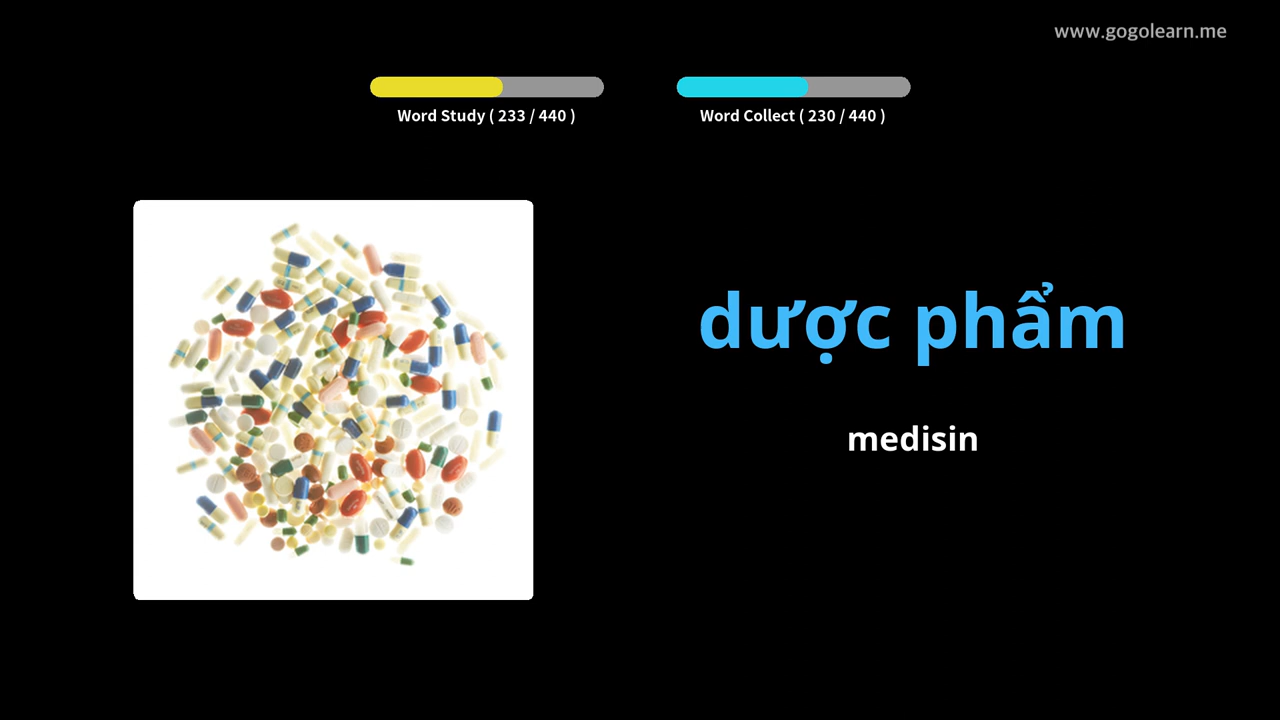 www.gogolearn.me
Word Study ( 233 / 440 )
Word Collect ( 230 / 440 )
dược phẩm
medisin